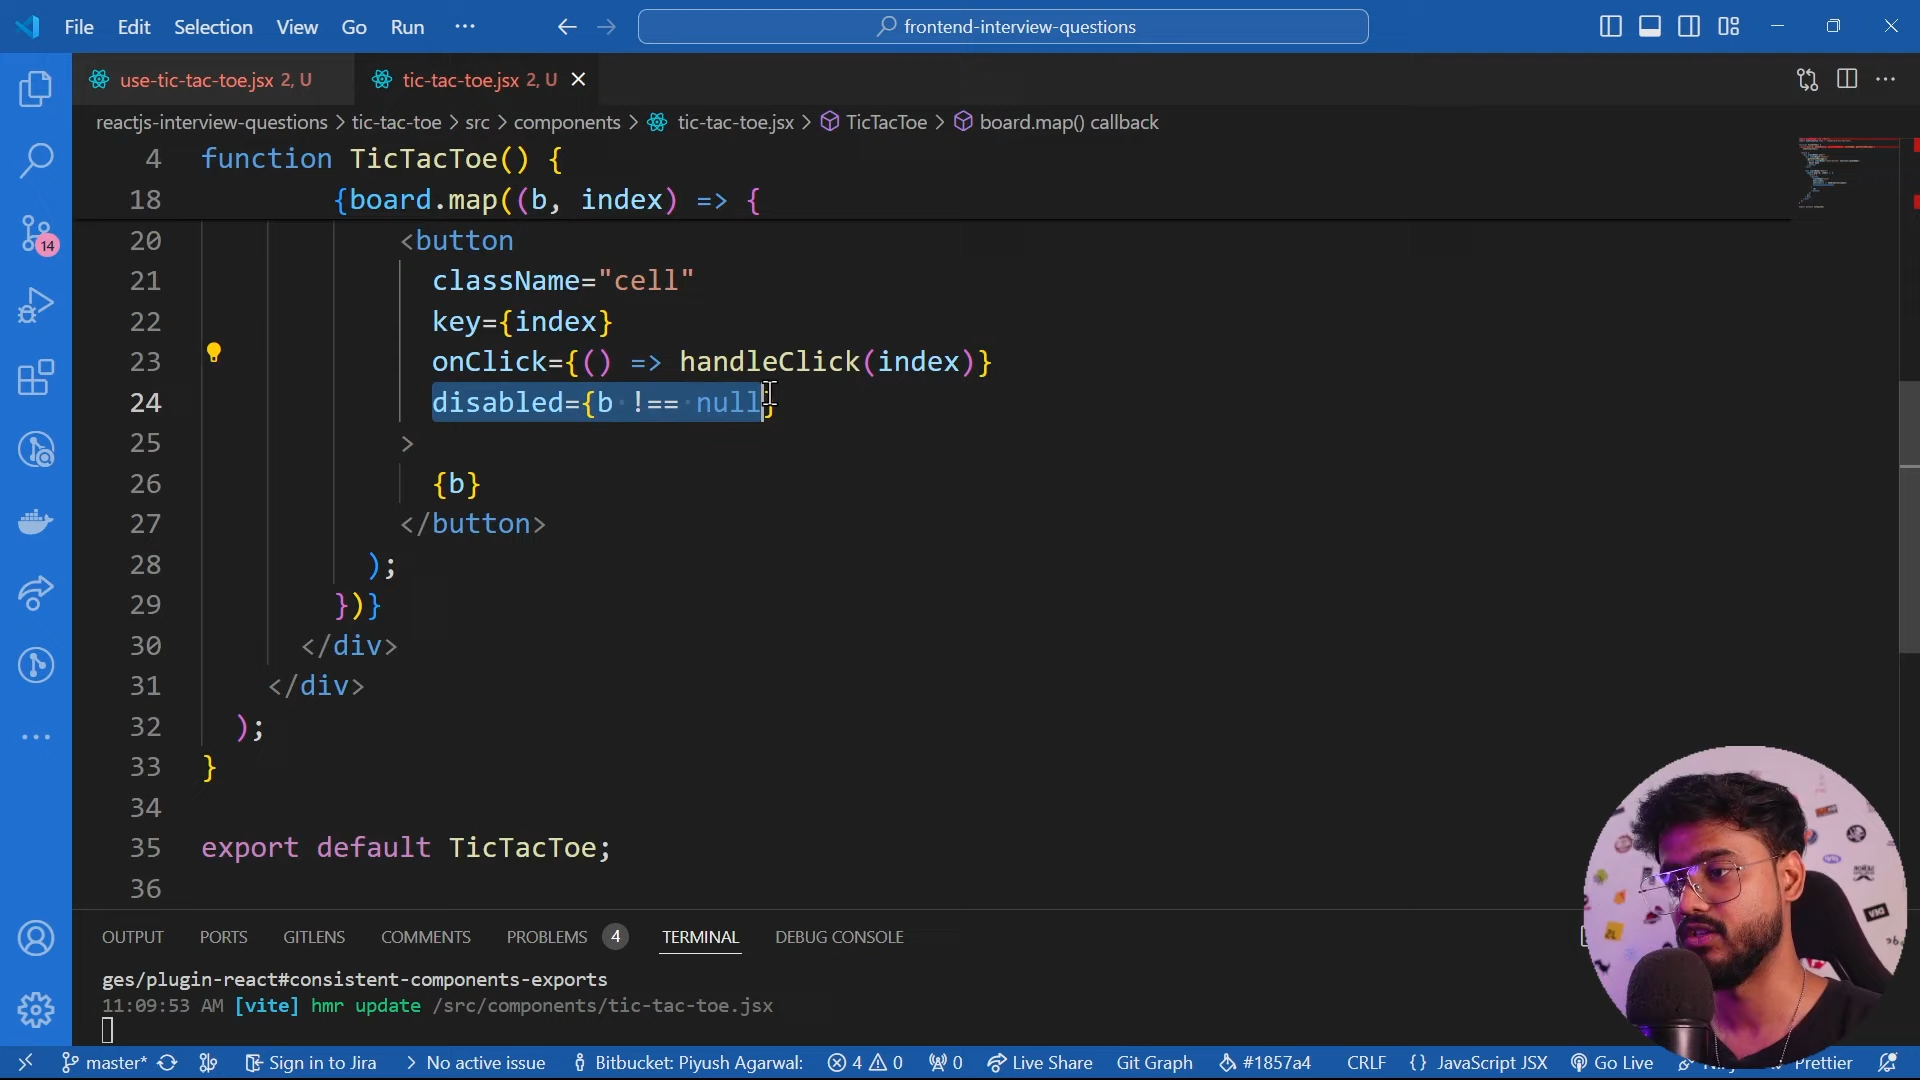 File Edit Selection View Go Run ··· frontend-interview-questions
use-tic-tac-toe.jsx 2, U tic-tac-toe.jsx 2, U
reactjs-interview-questions > tic-tac-toe > src > components > tic-tac-toe.jsx > TicTacToe > board.map() callback
4 function TicTacToe() {
18 {board.map((b, index) => {
20 <button
21 className="cell"
22 key={index}
23 onClick={() => handleClick(index)}
24 disabled={b !== null}
25 >
26 {b}
27 </button>
28 );
29 })}
30 </div>
31 </div>
32 );
33 }
34
35 export default TicTacToe;
36
14
OUTPUT PORTS GITLENS COMMENTS PROBLEMS 4 TERMINAL DEBUG CONSOLE
ges/plugin-react#consistent-components-exports
11:09:53 AM [vite] hmr update /src/components/tic-tac-toe.jsx
master* Sign in to Jira > No active issue Bitbucket: Piyush Agarwal: 4 0 0 Live Share Git Graph #1857a4 CRLF {} JavaScript JSX Go Live Prettier